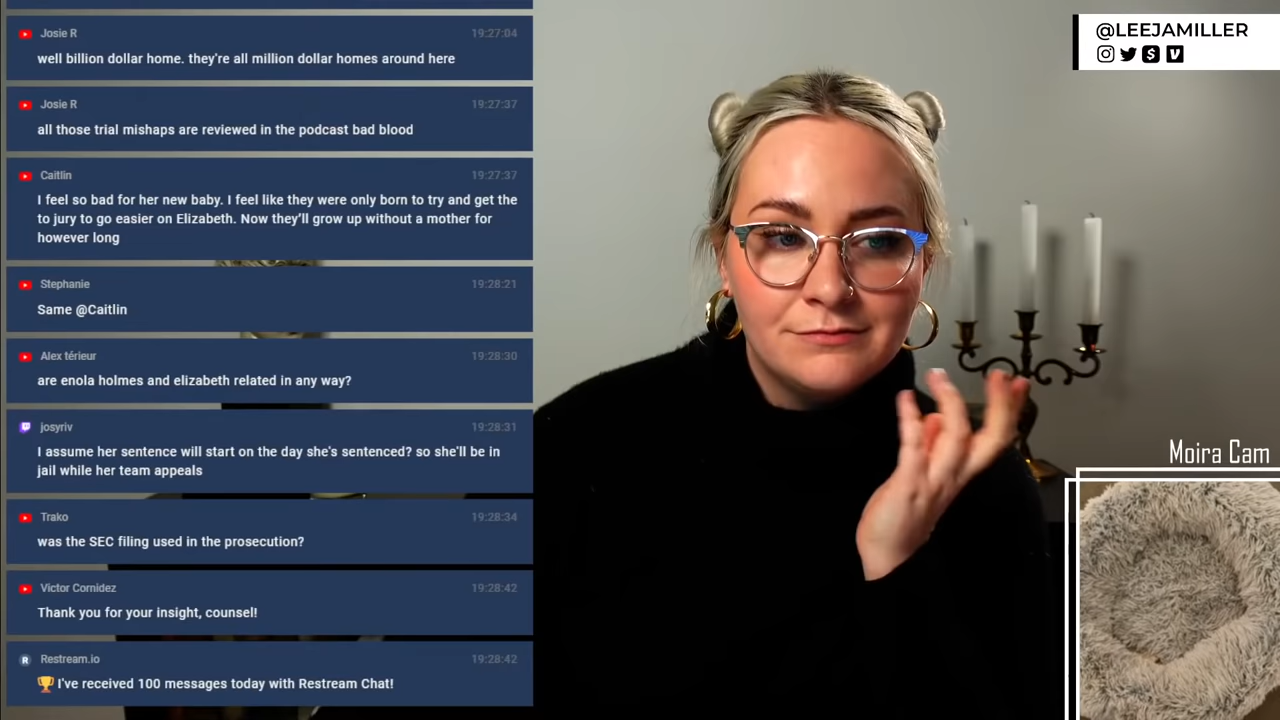 Josie R
19:27:04
well billion dollar home. they're all million dollar homes around here
Josie R
19:27:37
all those trial mishaps are reviewed in the podcast bad blood
Caitlin
19:27:37
I feel so bad for her new baby. I feel like they were only born to try and get the
to jury to go easier on Elizabeth. Now they'll grow up without a mother for
however long
Stephanie
19:28:21
Same @Caitlin
Alex térieur
19:28:30
are enola holmes and elizabeth related in any way?
josyriv
19:28:31
I assume her sentence will start on the day she's sentenced? so she'll be in
jail while her team appeals
Trako
19:28:34
was the SEC filing used in the prosecution?
Victor Cornidez
19:28:42
Thank you for your insight, counsel!
R
Restream.io
19:28:42
🏆 I've received 100 messages today with Restream Chat!
@LEEJAMILLER
Moira Cam